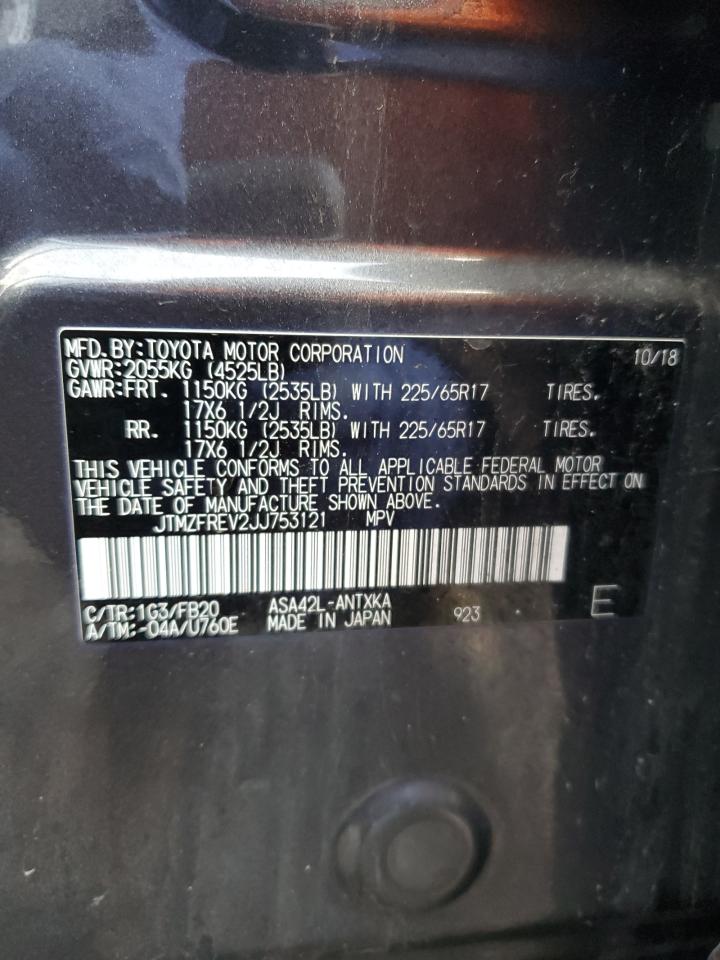 MFD.BY:TOYOTA MOTOR CORPORATION 10/18
GVWR:2055KG (4525LB)
GAWR:FRT. 1150KG (2535LB) WITH 225/65R17 TIRES.
17X6 1/2J RIMS.
RR. 1150KG (2535LB) WITH 225/65R17 TIRES.
17X6 1/2J RIMS.
THIS VEHICLE CONFORMS TO ALL APPLICABLE FEDERAL MOTOR
VEHICLE SAFETY AND THEFT PREVENTION STANDARDS IN EFFECT ON
THE DATE OF MANUFACTURE SHOWN ABOVE.
JTMZFREV2JJ753121 MPV
C/TR:1G3/FB20 ASA42L-ANTXKA 923 E
A/TM:-04A/U760E MADE IN JAPAN